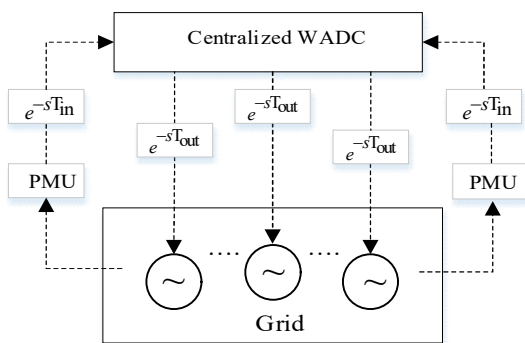 Centralized WADC
e^-sT_in
e^-sT_out
e^-sT_out
e^-sT_out
e^-sT_in
PMU
PMU
~ .... ~ .... ~
Grid